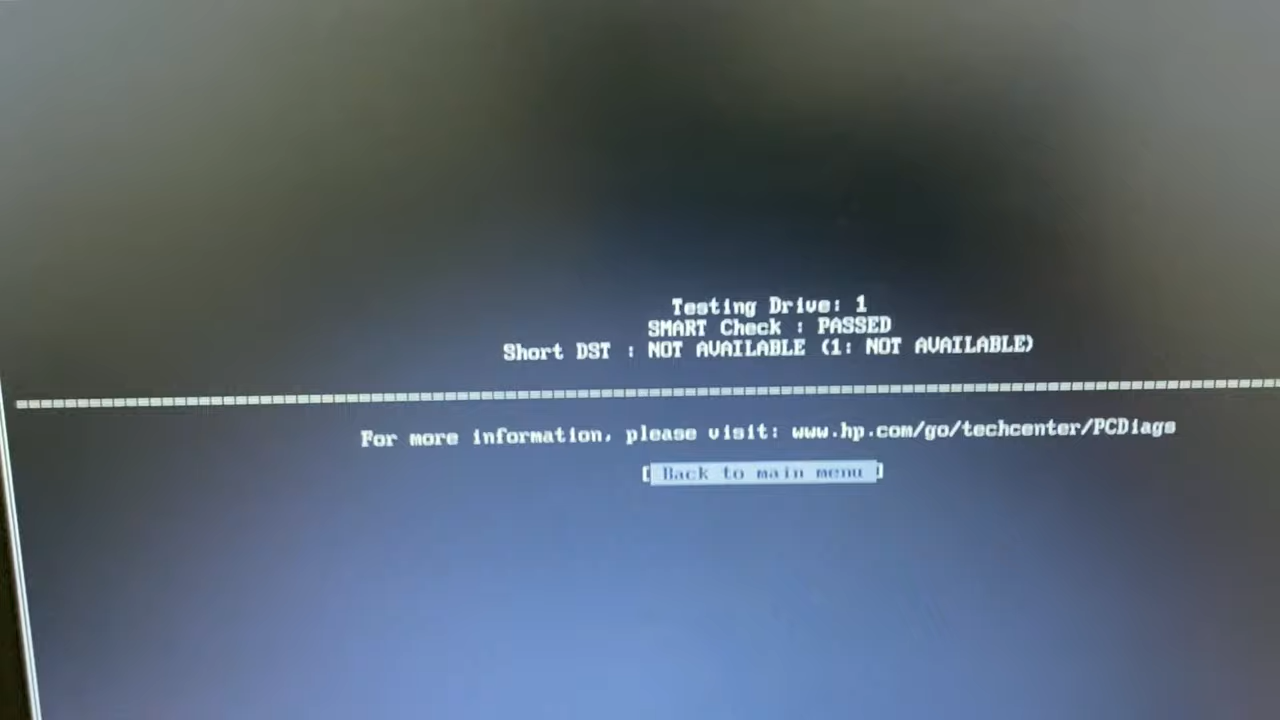 Testing Drive: 1
SMART Check : PASSED
Short DST : NOT AVAILABLE (1: NOT AVAILABLE)
For more information, please visit: www.hp.com/go/techcenter/PCDiags
[ Back to main menu ]